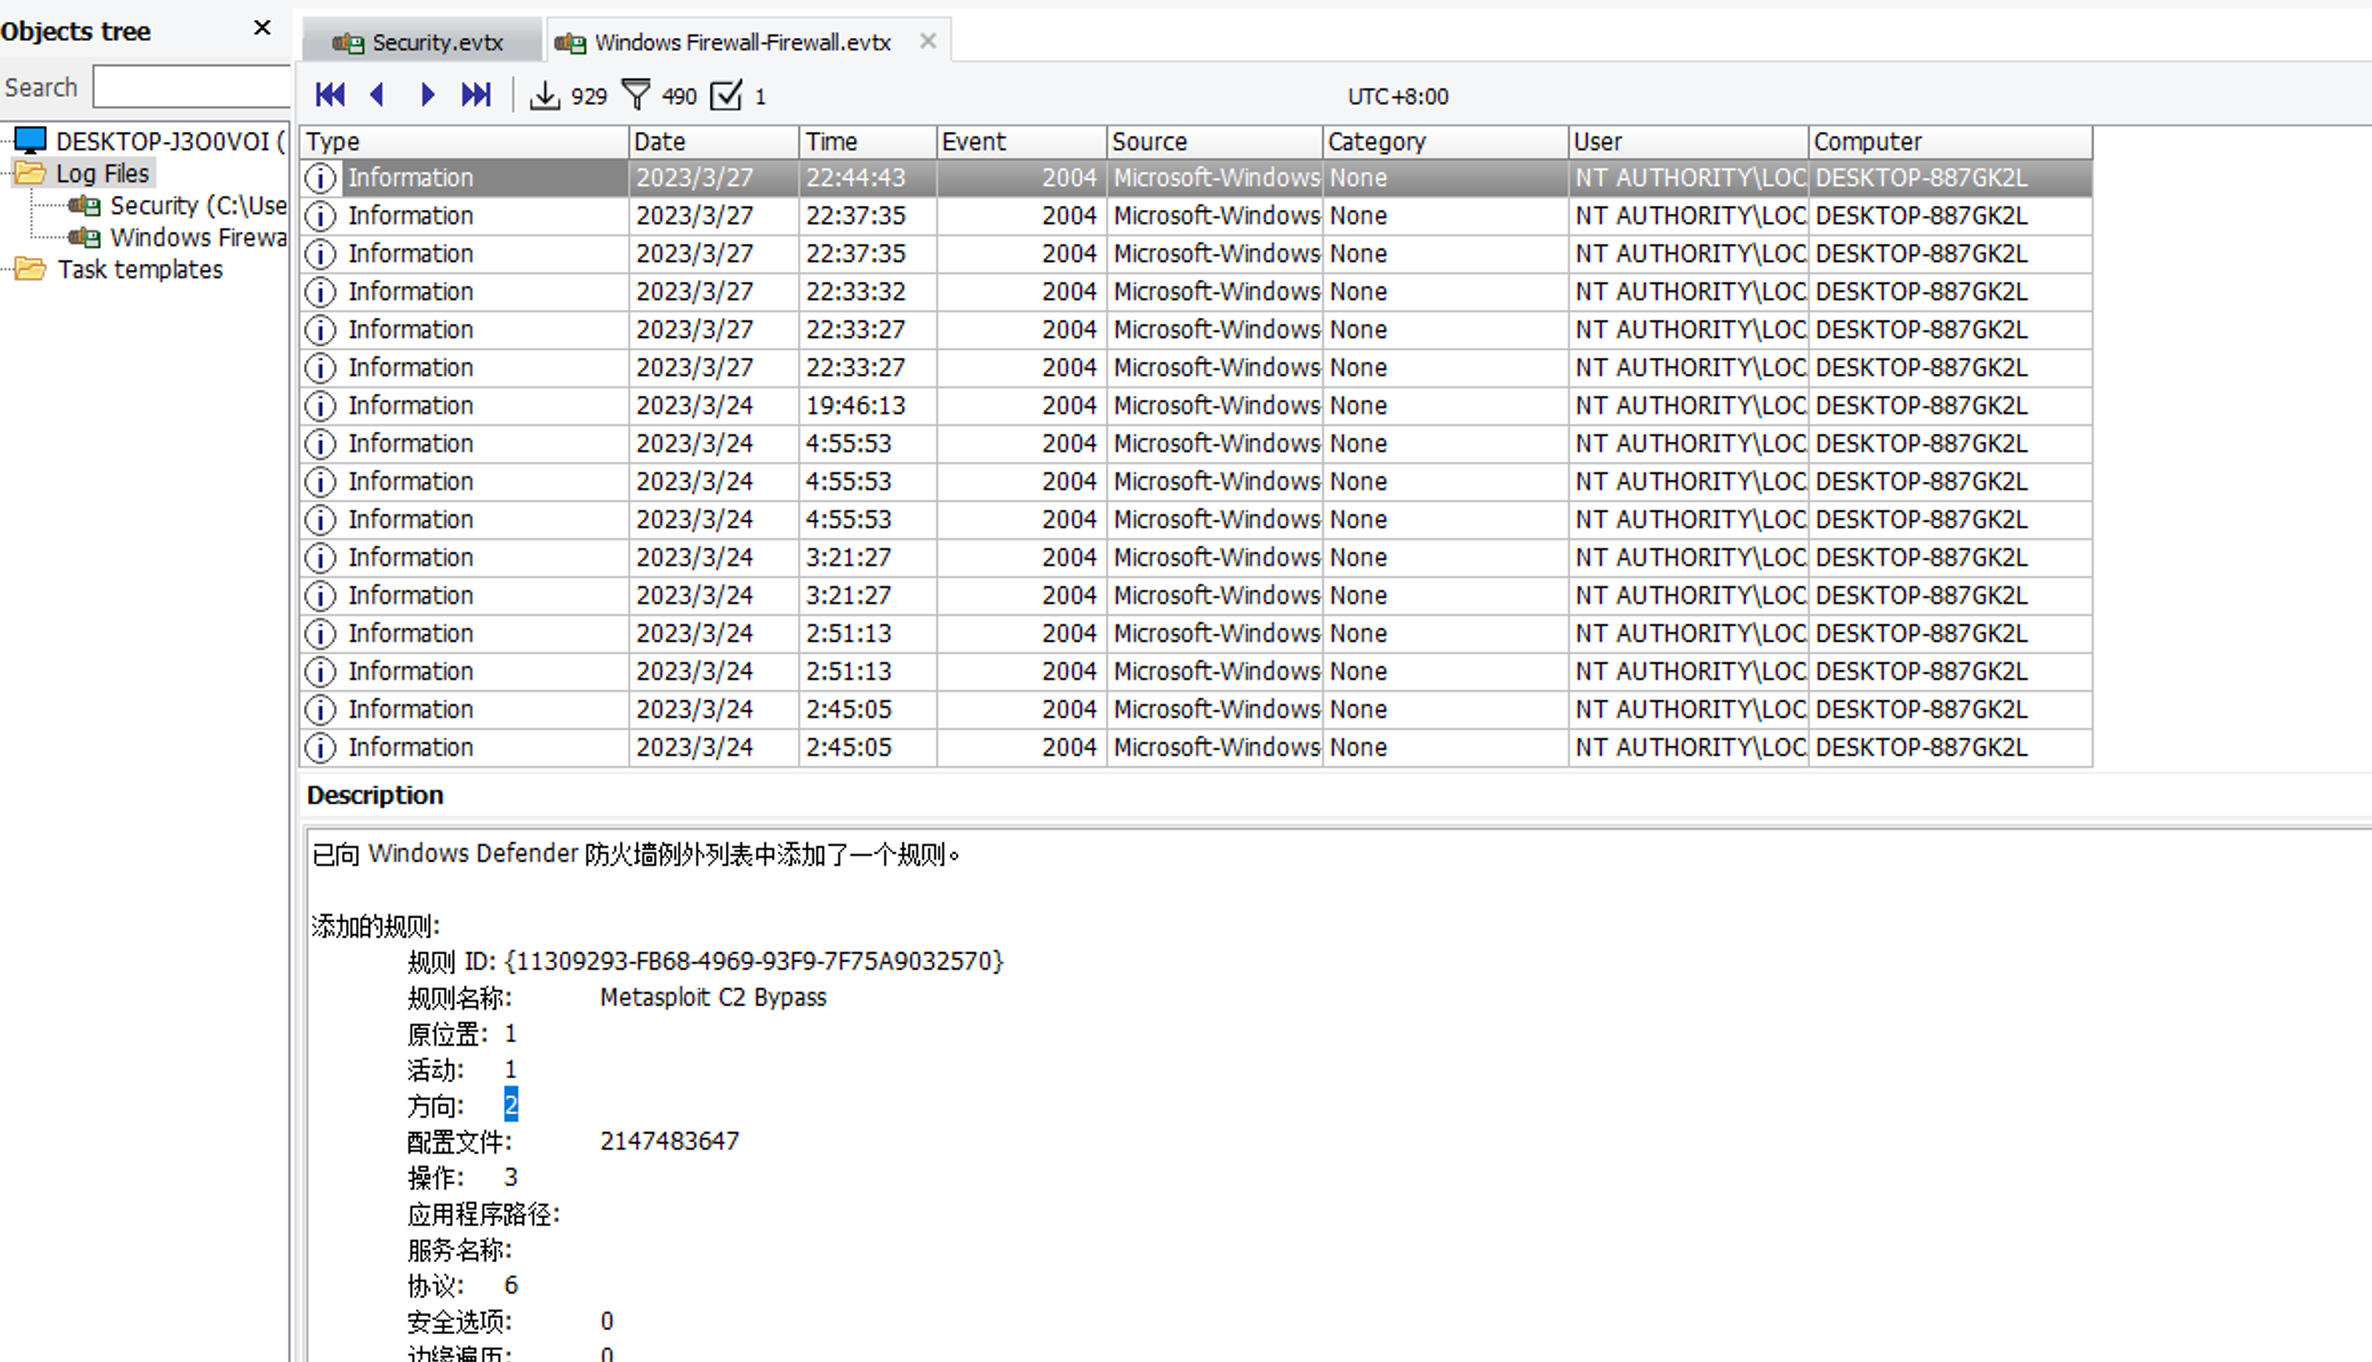 Objects tree
Search
DESKTOP-J3O0VOI (
Log Files
Security (C:\Use
Windows Firewa
Task templates
Security.evtx
Windows Firewall-Firewall.evtx
929 490 1 UTC+8:00
Type Date Time Event Source Category User Computer
Information 2023/3/27 22:44:43 2004 Microsoft-Windows None NT AUTHORITY\LOC DESKTOP-887GK2L
Information 2023/3/27 22:37:35 2004 Microsoft-Windows None NT AUTHORITY\LOC DESKTOP-887GK2L
Information 2023/3/27 22:37:35 2004 Microsoft-Windows None NT AUTHORITY\LOC DESKTOP-887GK2L
Information 2023/3/27 22:33:32 2004 Microsoft-Windows None NT AUTHORITY\LOC DESKTOP-887GK2L
Information 2023/3/27 22:33:27 2004 Microsoft-Windows None NT AUTHORITY\LOC DESKTOP-887GK2L
Information 2023/3/27 22:33:27 2004 Microsoft-Windows None NT AUTHORITY\LOC DESKTOP-887GK2L
Information 2023/3/24 19:46:13 2004 Microsoft-Windows None NT AUTHORITY\LOC DESKTOP-887GK2L
Information 2023/3/24 4:55:53 2004 Microsoft-Windows None NT AUTHORITY\LOC DESKTOP-887GK2L
Information 2023/3/24 4:55:53 2004 Microsoft-Windows None NT AUTHORITY\LOC DESKTOP-887GK2L
Information 2023/3/24 4:55:53 2004 Microsoft-Windows None NT AUTHORITY\LOC DESKTOP-887GK2L
Information 2023/3/24 3:21:27 2004 Microsoft-Windows None NT AUTHORITY\LOC DESKTOP-887GK2L
Information 2023/3/24 3:21:27 2004 Microsoft-Windows None NT AUTHORITY\LOC DESKTOP-887GK2L
Information 2023/3/24 2:51:13 2004 Microsoft-Windows None NT AUTHORITY\LOC DESKTOP-887GK2L
Information 2023/3/24 2:51:13 2004 Microsoft-Windows None NT AUTHORITY\LOC DESKTOP-887GK2L
Information 2023/3/24 2:45:05 2004 Microsoft-Windows None NT AUTHORITY\LOC DESKTOP-887GK2L
Information 2023/3/24 2:45:05 2004 Microsoft-Windows None NT AUTHORITY\LOC DESKTOP-887GK2L
Description
已向 Windows Defender 防火墙例外列表中添加了一个规则。
添加的规则:
规则 ID: {11309293-FB68-4969-93F9-7F75A9032570}
规则名称: Metasploit C2 Bypass
原位置: 1
活动: 1
方向: 2
配置文件: 2147483647
操作: 3
应用程序路径:
服务名称:
协议: 6
安全选项: 0
边缘遍历: 0